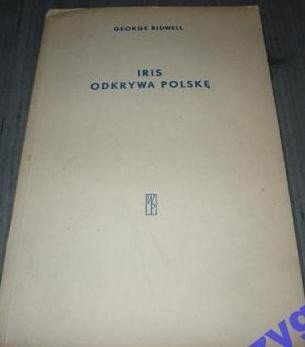 GEORGE BIDWELL
IRIS
ODKRYWA POLSKĘ